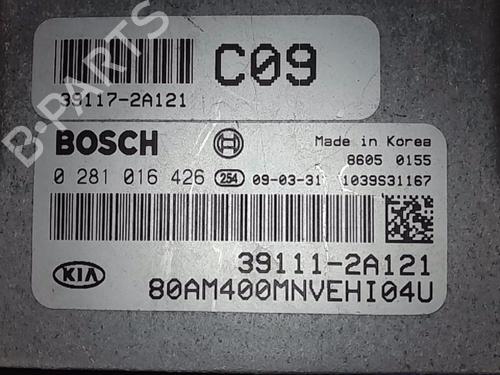 C09
39117-2A121
BOSCH
Made in Korea
8605 0155
0 281 016 426 254 09-03-31 1039S31167
39111-2A121
KIA
80AM400MNVEHI04U
B-PARTS